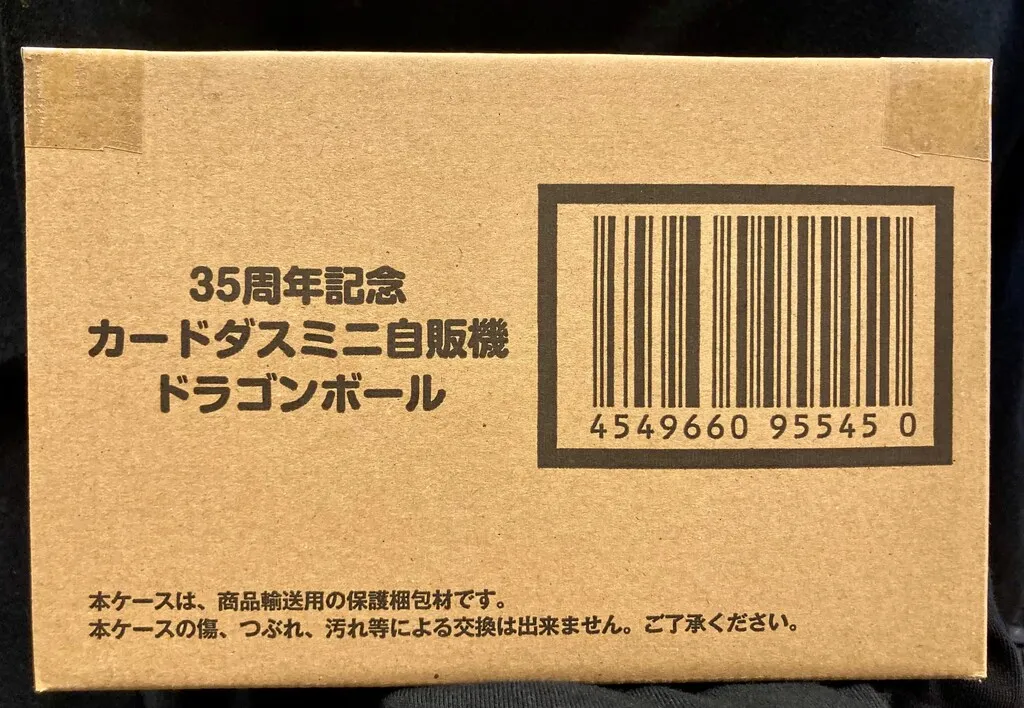 35周年記念
カードダスミニ自販機
ドラゴンボール
4549660 95545 0
本ケースは、商品輸送用の保護梱包材です。
本ケースの傷、つぶれ、汚れ等による交換は出来ません。ご了承ください。